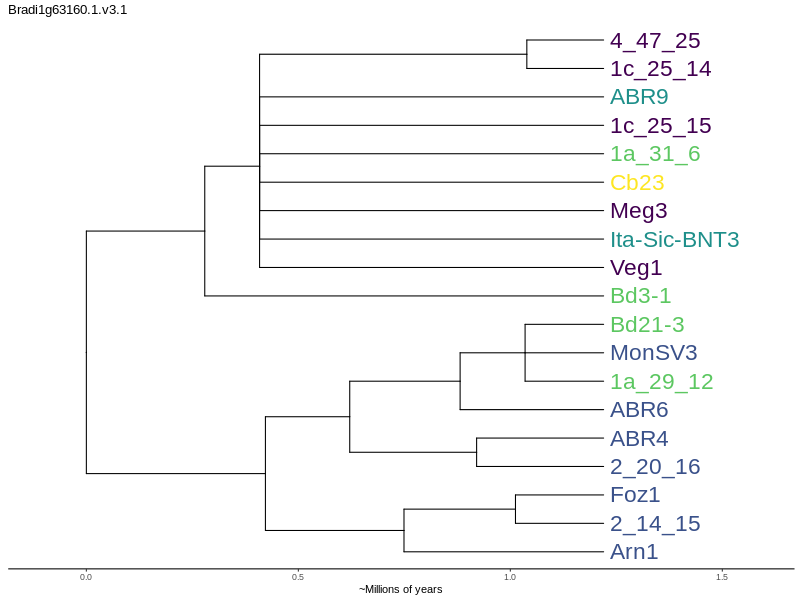 Bradi1g63160.1.v3.1
4_47_25
1c_25_14
ABR9
1c_25_15
1a_31_6
Cb23
Meg3
Ita-Sic-BNT3
Veg1
Bd3-1
Bd21-3
MonSV3
1a_29_12
ABR6
ABR4
2_20_16
Foz1
2_14_15
Arn1
0.0 0.5 1.0 1.5
~Millions of years